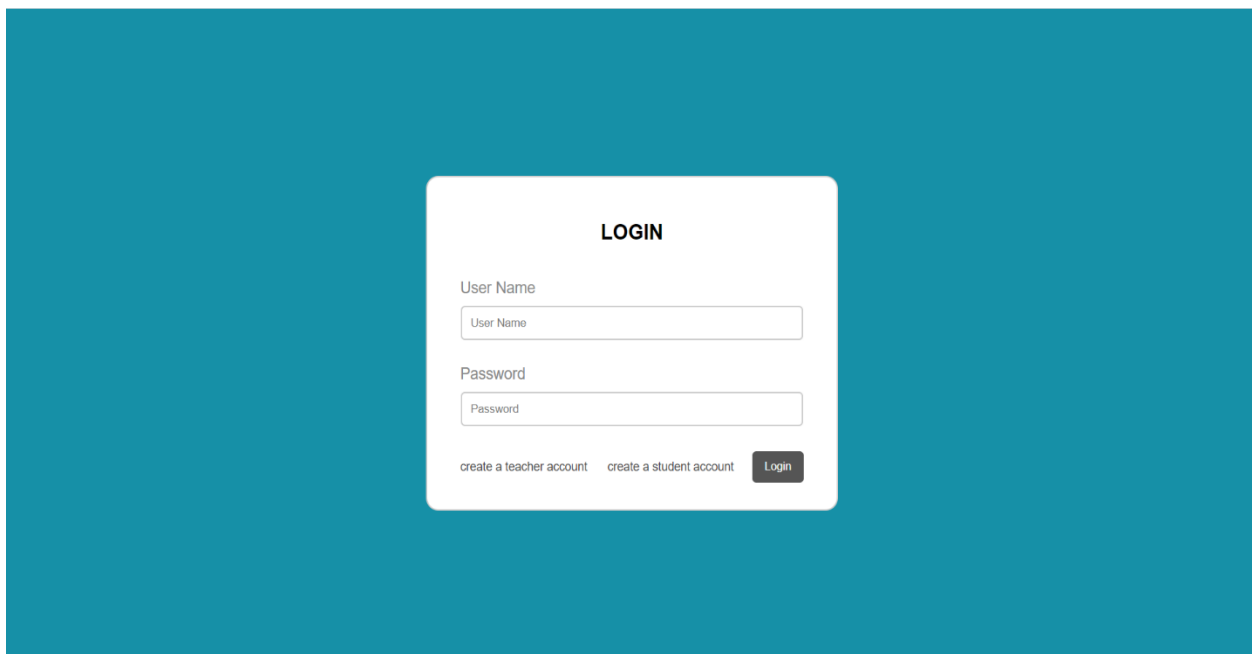 LOGIN
User Name
User Name
Password
Password
create a teacher account create a student account Login